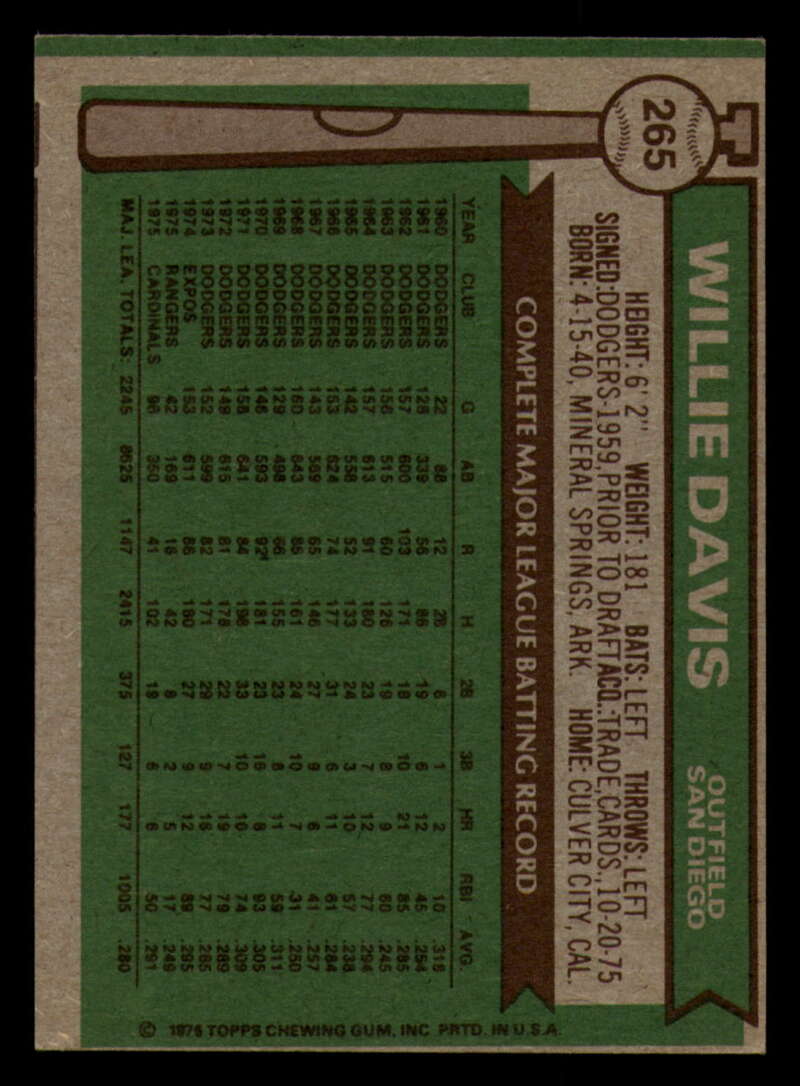 265
WILLIE DAVIS
OUTFIELD
SAN DIEGO
HEIGHT: 6' 2" WEIGHT: 181 BATS: LEFT THROWS: LEFT
SIGNED: DODGERS-1959, PRIOR TO DRAFT ACQ.: TRADE, CARDS., 10-20-75
BORN: 4-15-40, MINERAL SPRINGS, ARK. HOME: CULVER CITY, CAL.
COMPLETE MAJOR LEAGUE BATTING RECORD
YEAR CLUB G AB R H 2B 3B HR RBI AVG.
1960 DODGERS 22 88 12 28 6 1 2 10 .318
1961 DODGERS 128 339 56 86 19 6 12 45 .254
1962 DODGERS 157 600 103 171 18 10 21 85 .285
1963 DODGERS 156 515 60 126 19 8 9 60 .245
1964 DODGERS 157 613 91 180 23 7 12 77 .294
1965 DODGERS 142 558 52 133 24 3 10 57 .238
1966 DODGERS 153 624 74 177 31 6 11 61 .284
1967 DODGERS 143 569 65 146 27 9 6 41 .257
1968 DODGERS 160 643 86 161 24 10 7 31 .250
1969 DODGERS 129 498 66 155 23 8 11 59 .311
1970 DODGERS 146 593 92 181 23 16 8 93 .305
1971 DODGERS 158 641 84 198 33 10 10 74 .309
1972 DODGERS 149 615 81 178 22 7 19 79 .289
1973 DODGERS 152 599 82 171 29 9 16 77 .285
1974 EXPOS 153 611 86 180 27 9 12 89 .295
1975 RANGERS 42 169 16 42 8 2 5 17 .249
1975 CARDINALS 98 350 41 102 19 6 6 50 .291
MAJ. LEA. TOTALS: 2245 8625 1147 2415 375 127 177 1005 .280
© 1976 TOPPS CHEWING GUM, INC PRTD. IN U.S.A.